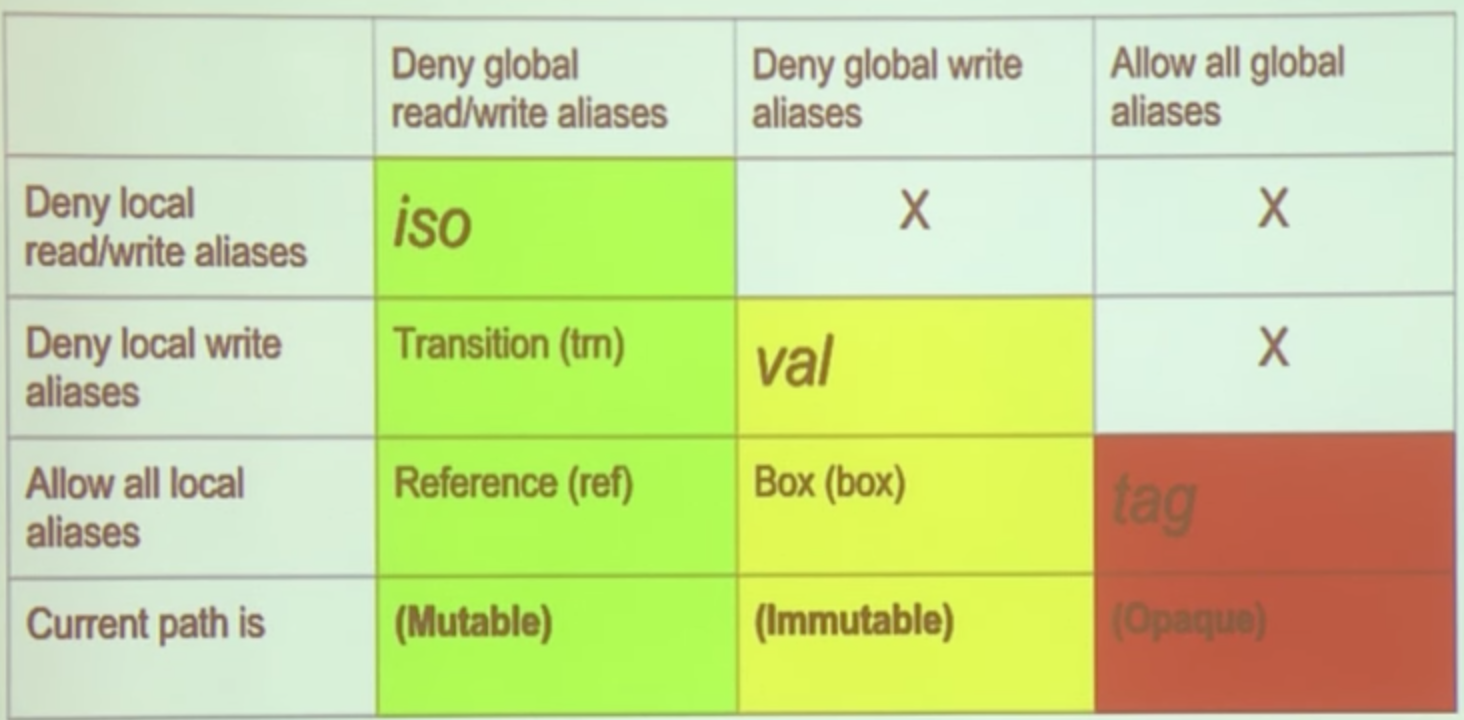 Deny global
read/write aliases
Deny global write
aliases
Allow all global
aliases
Deny local
read/write aliases
iso
X
X
Deny local write
aliases
Transition (trn)
val
X
Allow all local
aliases
Reference (ref)
Box (box)
tag
Current path is
(Mutable)
(Immutable)
(Opaque)